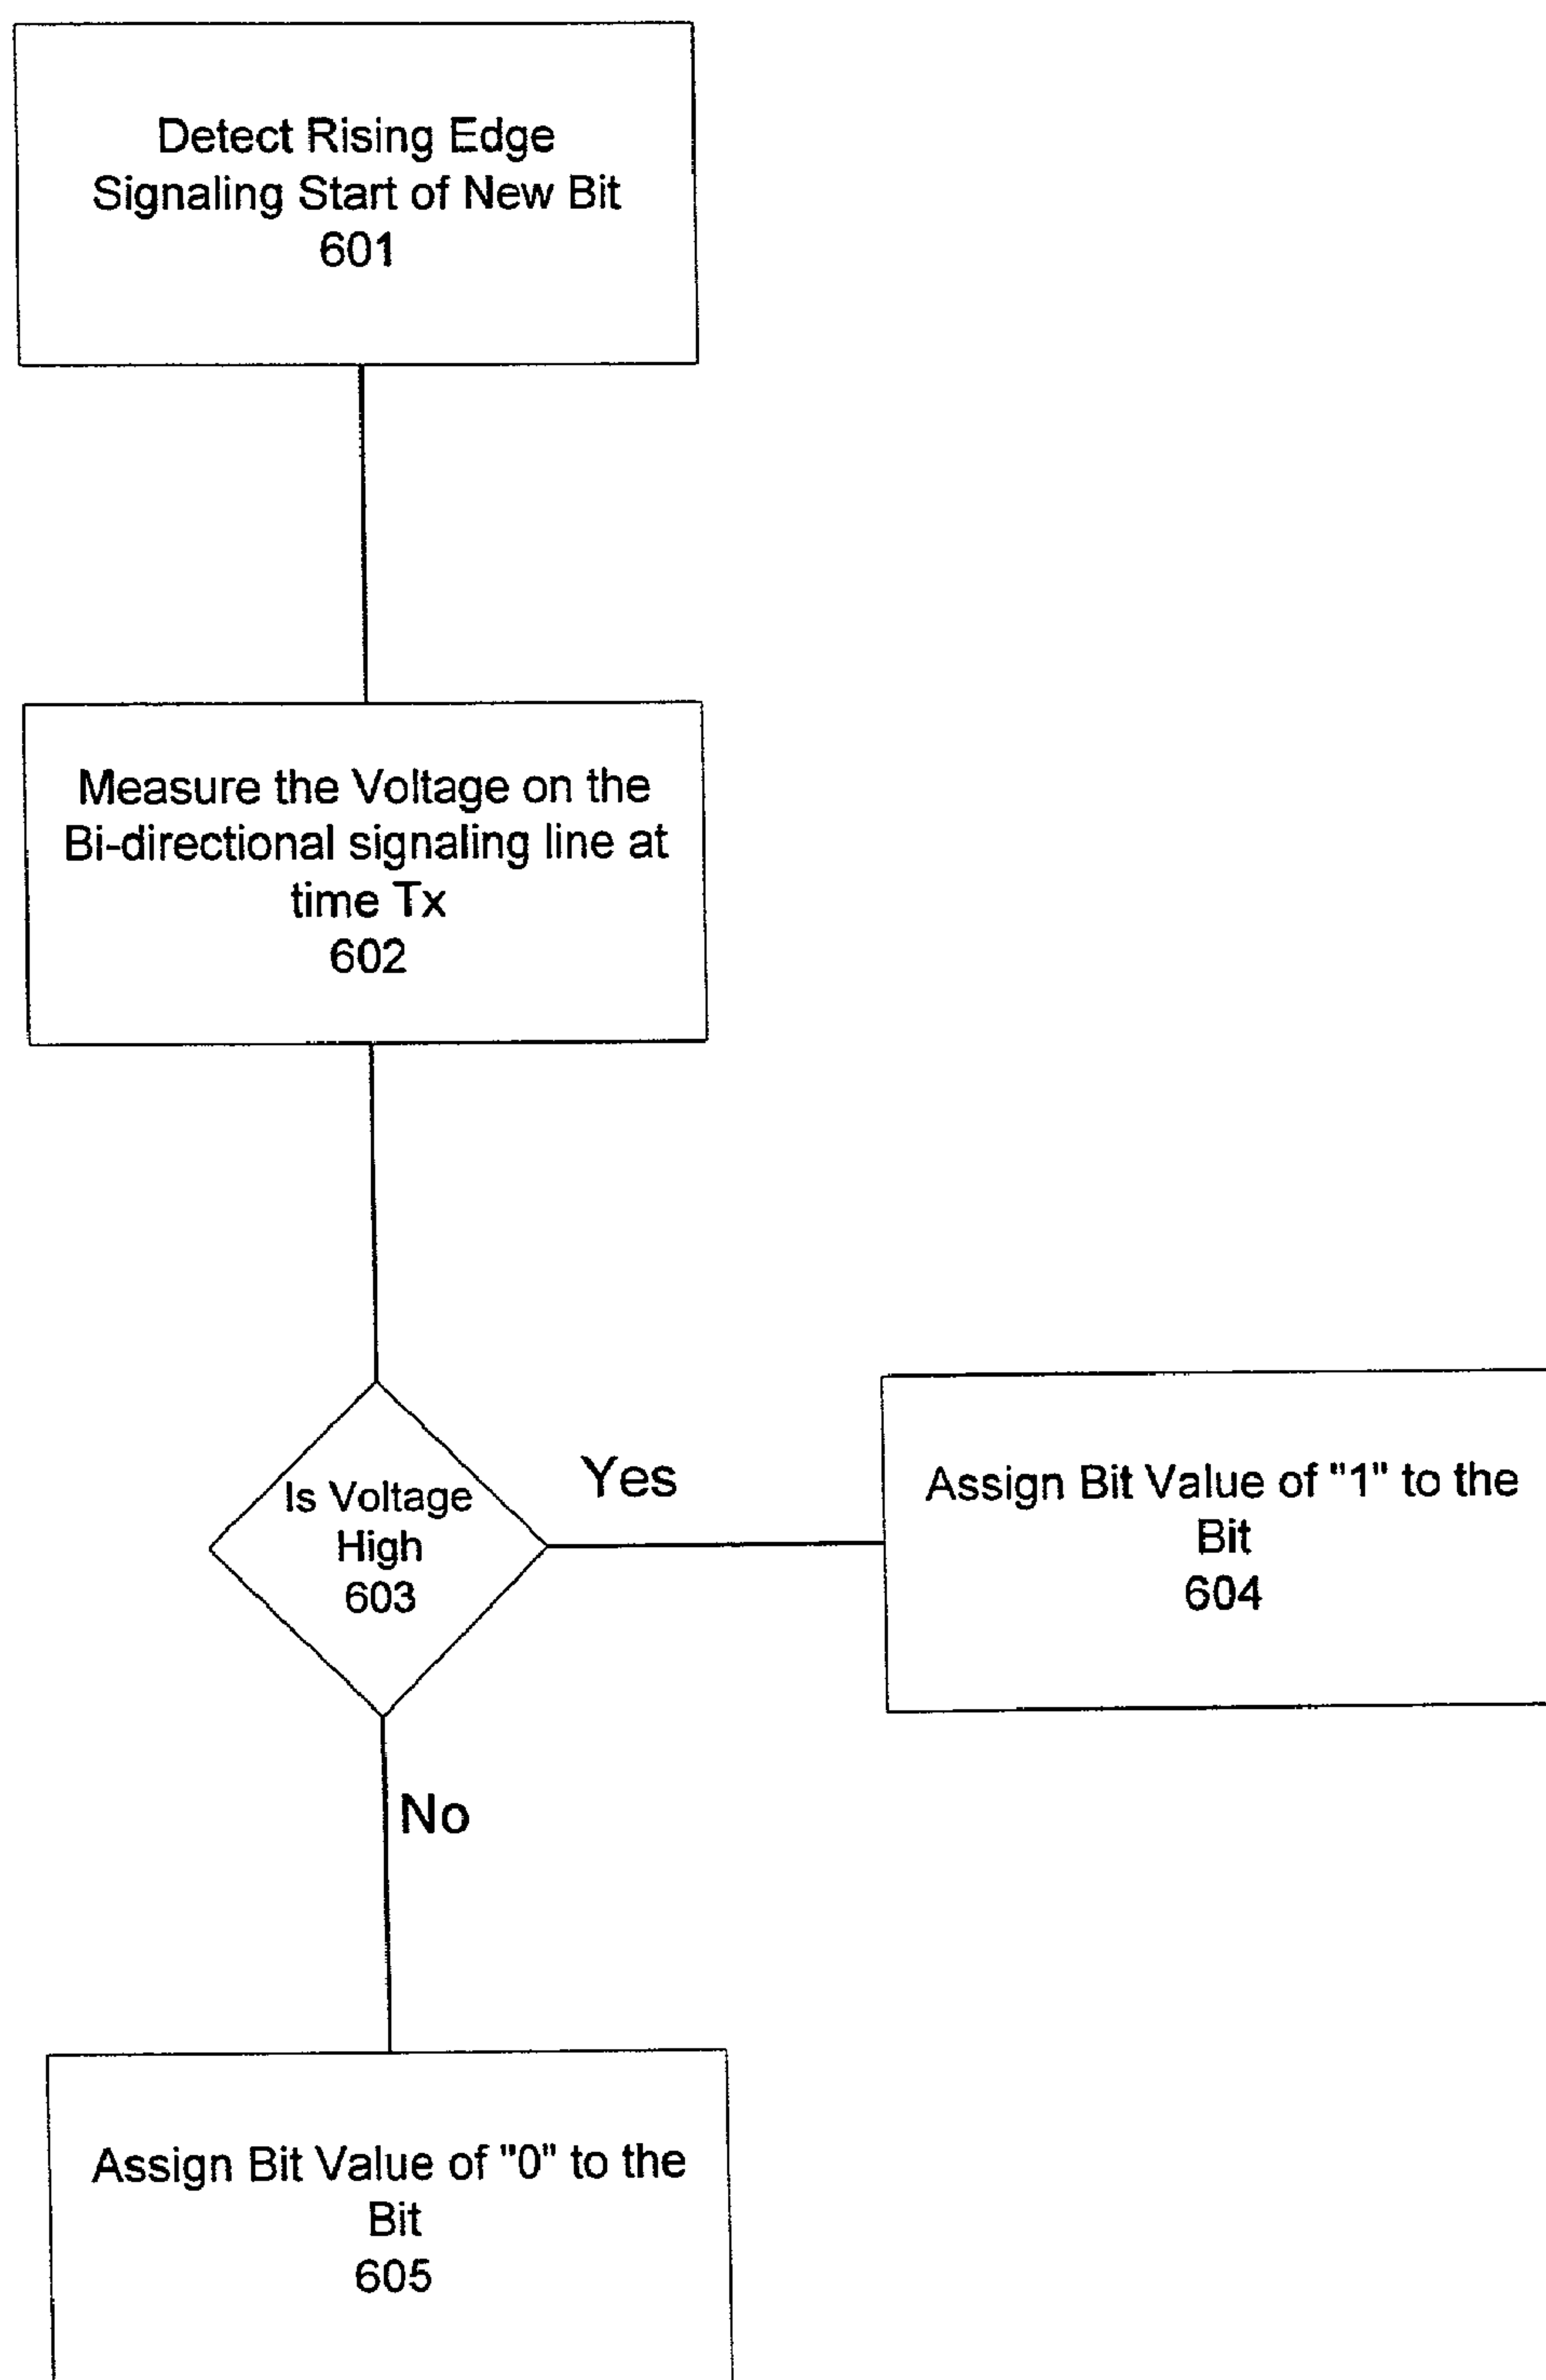 Detect Rising Edge
Signaling Start of New Bit
601
Measure the Voltage on the
Bi-directional signaling line at
time Tx
602
Is Voltage
High
603
Yes
Assign Bit Value of "1" to the
Bit
604
No
Assign Bit Value of "0" to the
Bit
605